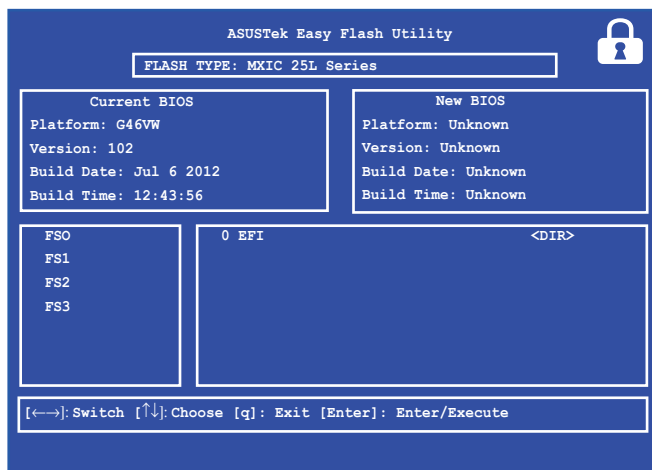 ASUSTek Easy Flash Utility
FLASH TYPE: MXIC 25L Series
Current BIOS
Platform: G46VW
Version: 102
Build Date: Jul 6 2012
Build Time: 12:43:56
New BIOS
Platform: Unknown
Version: Unknown
Build Date: Unknown
Build Time: Unknown
FSO
FS1
FS2
FS3
0 EFI <DIR>
[←→]: Switch [↑↓]: Choose [q]: Exit [Enter]: Enter/Execute